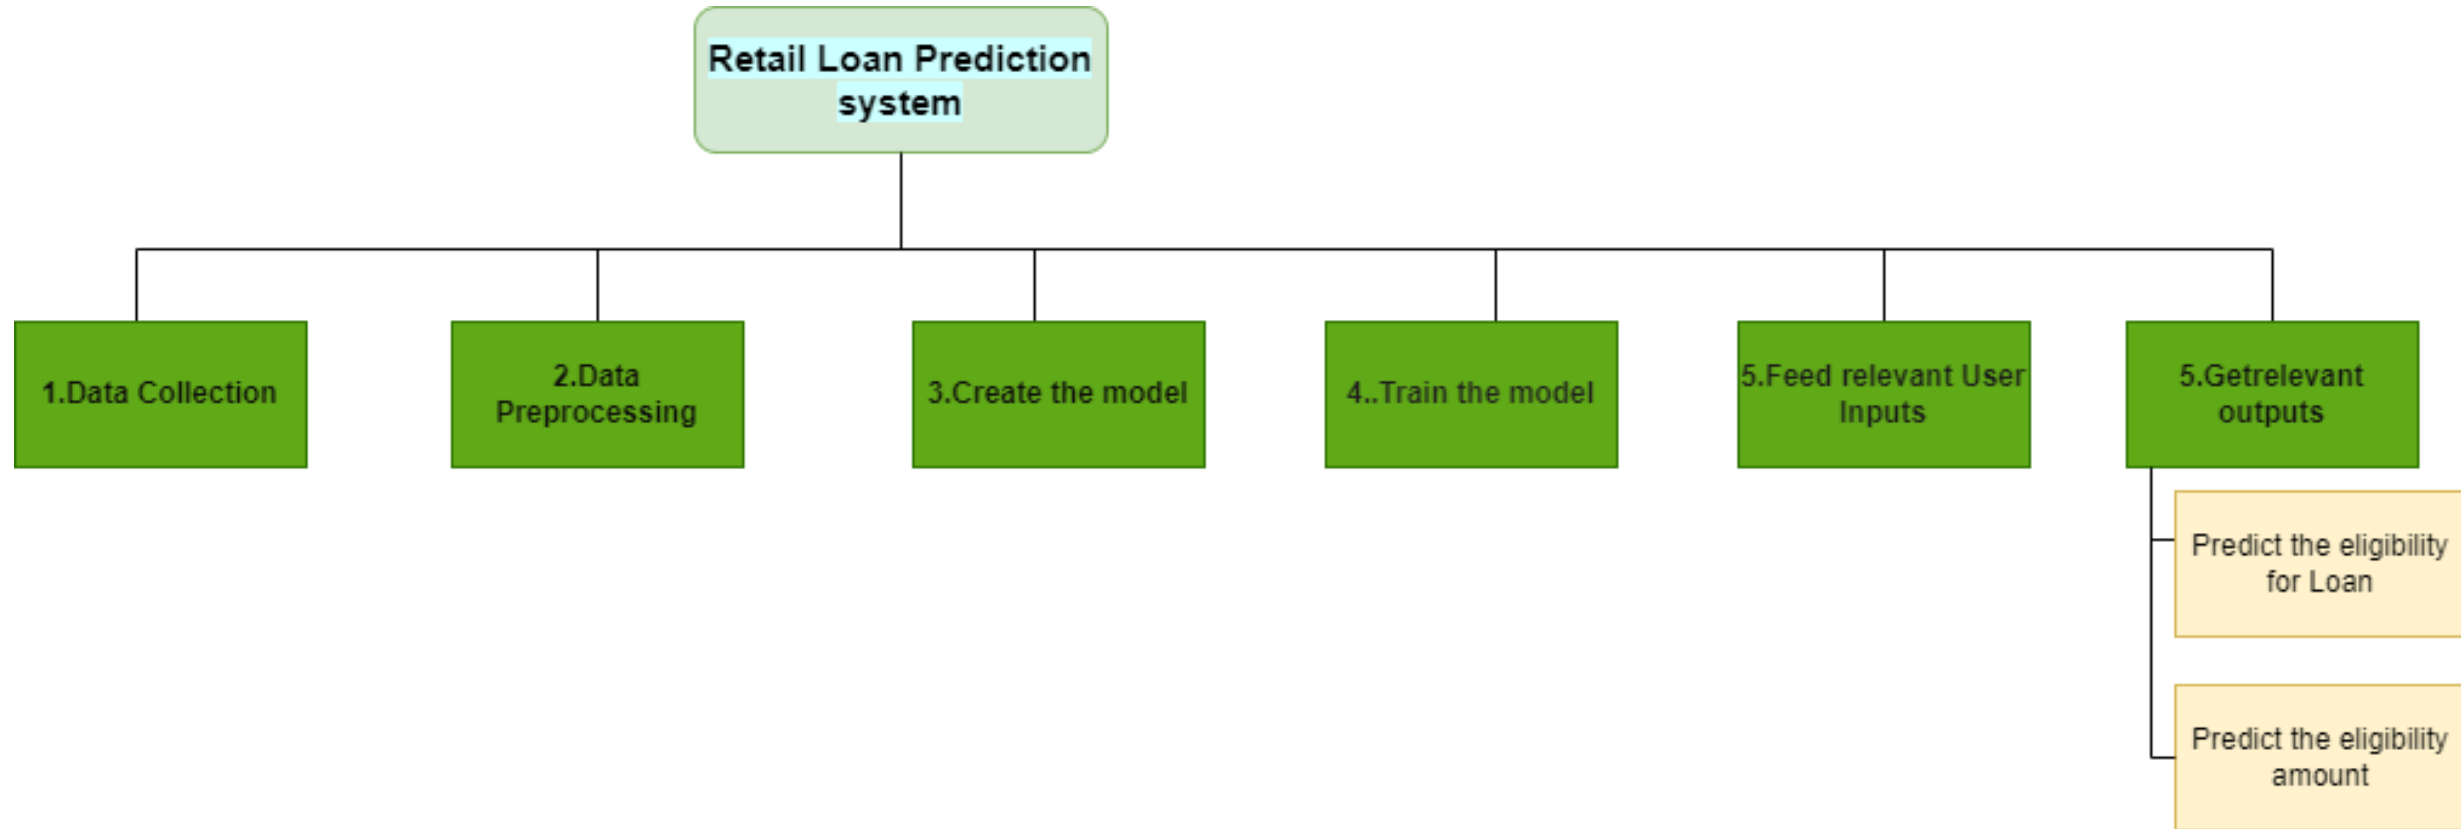 Retail Loan Prediction
system
1.Data Collection
2.Data
Preprocessing
3.Create the model
4..Train the model
5.Feed relevant User
Inputs
5.Getrelevant
outputs
Predict the eligibility
for Loan
Predict the eligibility
amount